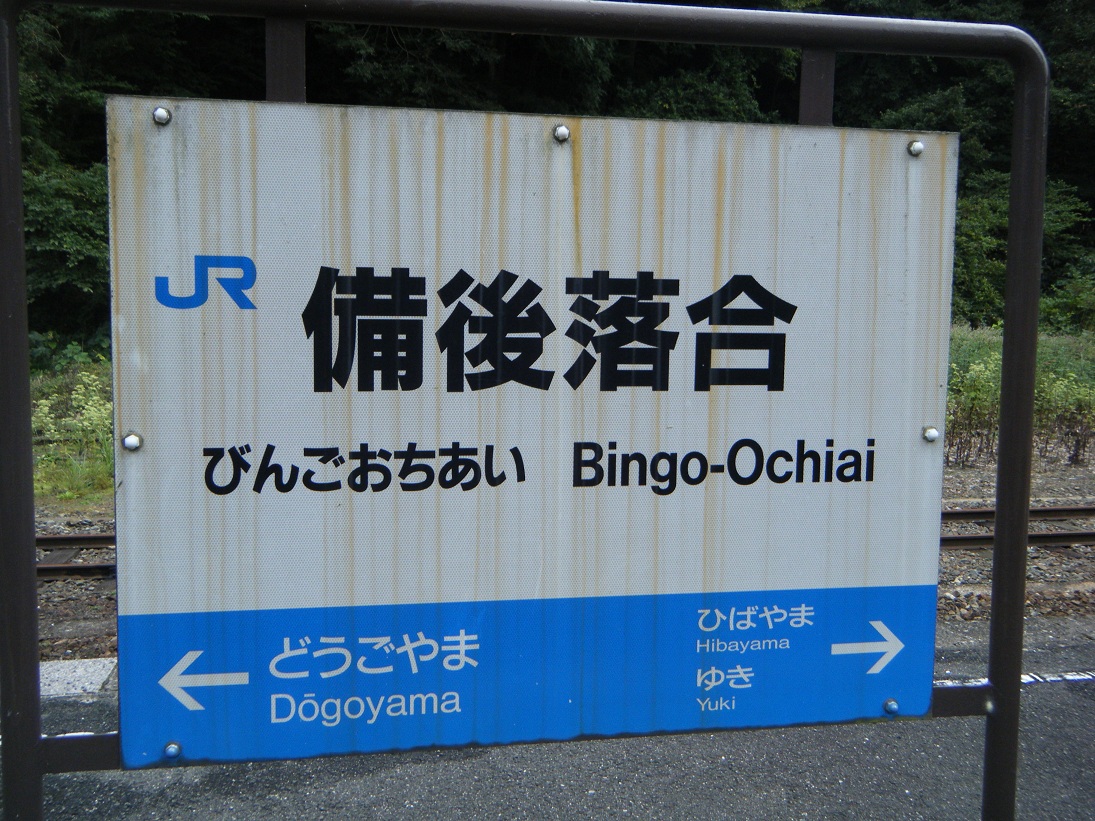 JR 備後落合
びんごおちあい Bingo-Ochiai
← どうごやま
Dōgoyama
ひばやま →
Hibayama
ゆき
Yuki